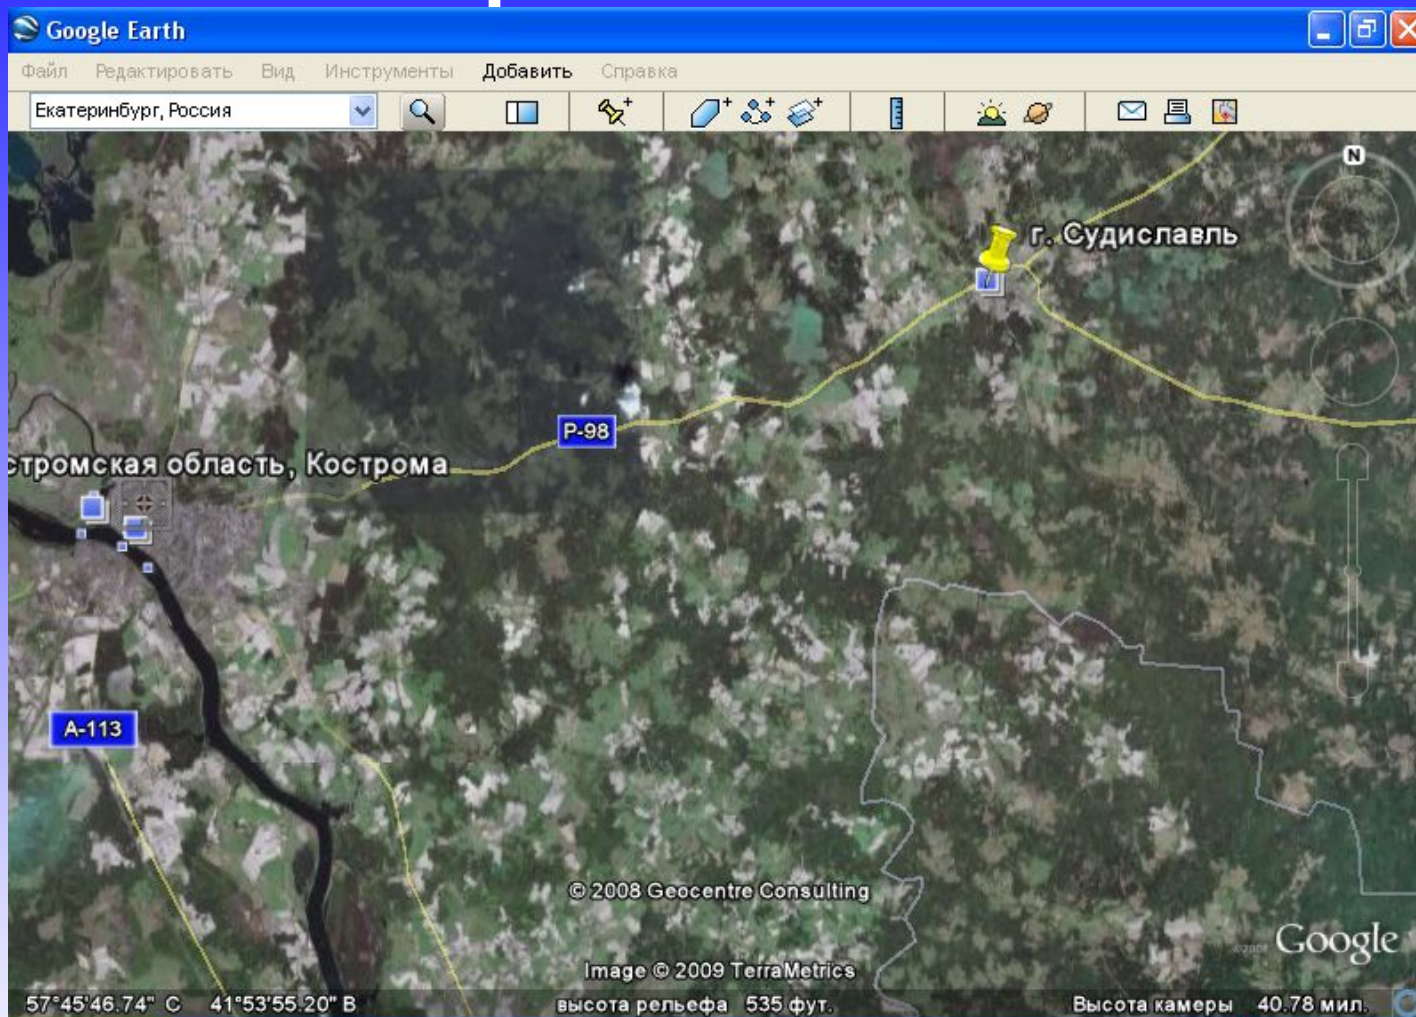 Google Earth
Файл Редактировать Вид Инструменты Добавить Справка
Екатеринбург, Россия
N
г. Судиславль
P-98
стромская область, Кострома
A-113
© 2008 Geocentre Consulting
Google
Image © 2009 TerraMetrics
57°45'46.74" С 41°53'55.20" В высота рельефа 535 фут. Высота камеры 40.78 мил.